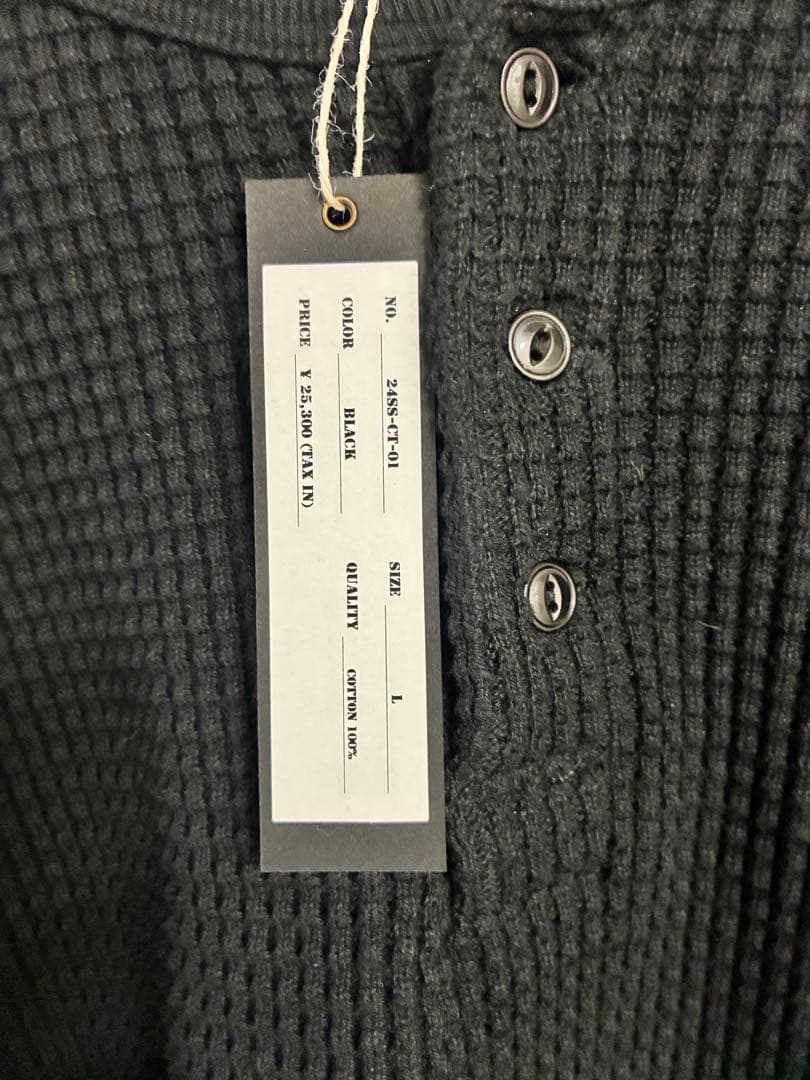 NO. 24SS-CT-01 SIZE L
COLOR BLACK QUALITY COTTON 100%
PRICE ¥ 25,300 (TAX IN)